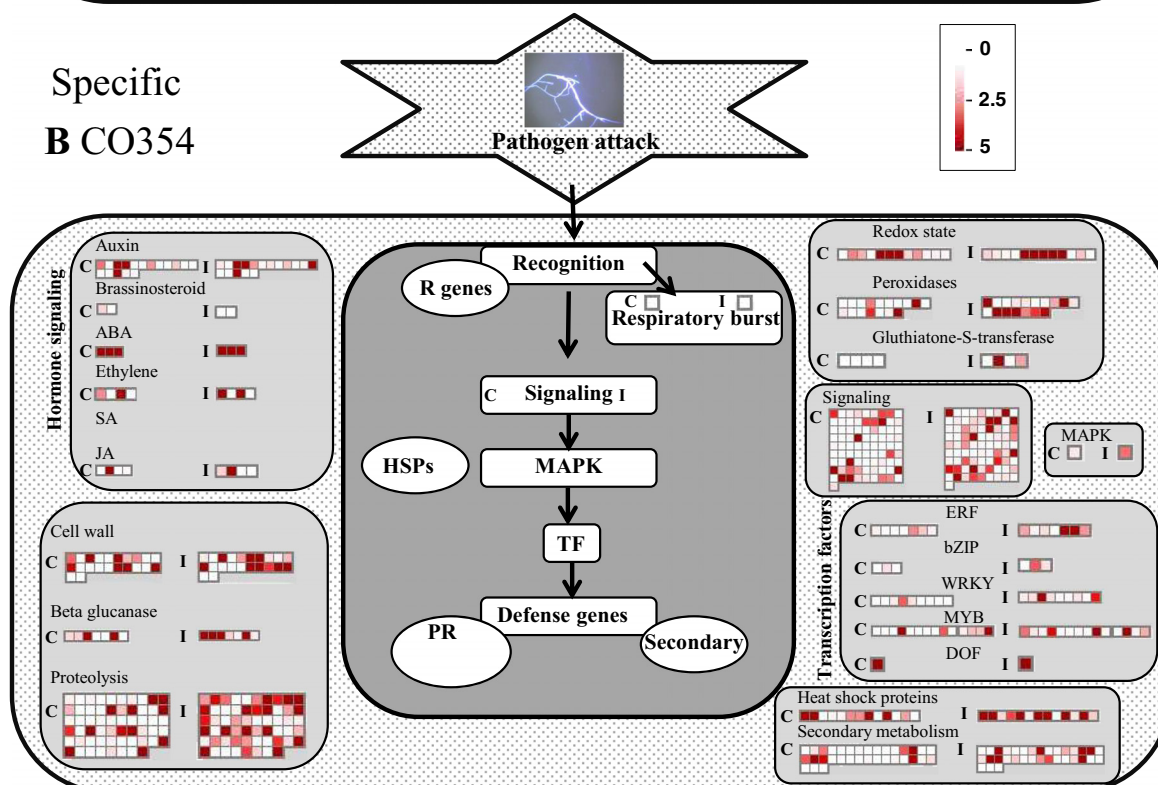 Specific
B CO354
Pathogen attack
- 0
- 2.5
- 5
Hormone signaling
Auxin
C I
Brassinosteroid
C I
ABA
C I
Ethylene
C I
SA
JA
C I
Cell wall
C I
Beta glucanase
C I
Proteolysis
C I
Recognition
R genes
C I
Respiratory burst
C Signaling I
HSPs
MAPK
TF
Defense genes
PR
Secondary
Redox state
C I
Peroxidases
C I
Gluthiatone-S-transferase
C I
Signaling
C I
MAPK
C I
Transcription factors
ERF
C I
bZIP
C I
WRKY
C I
MYB
C I
DOF
C I
Heat shock proteins
C I
Secondary metabolism
C I